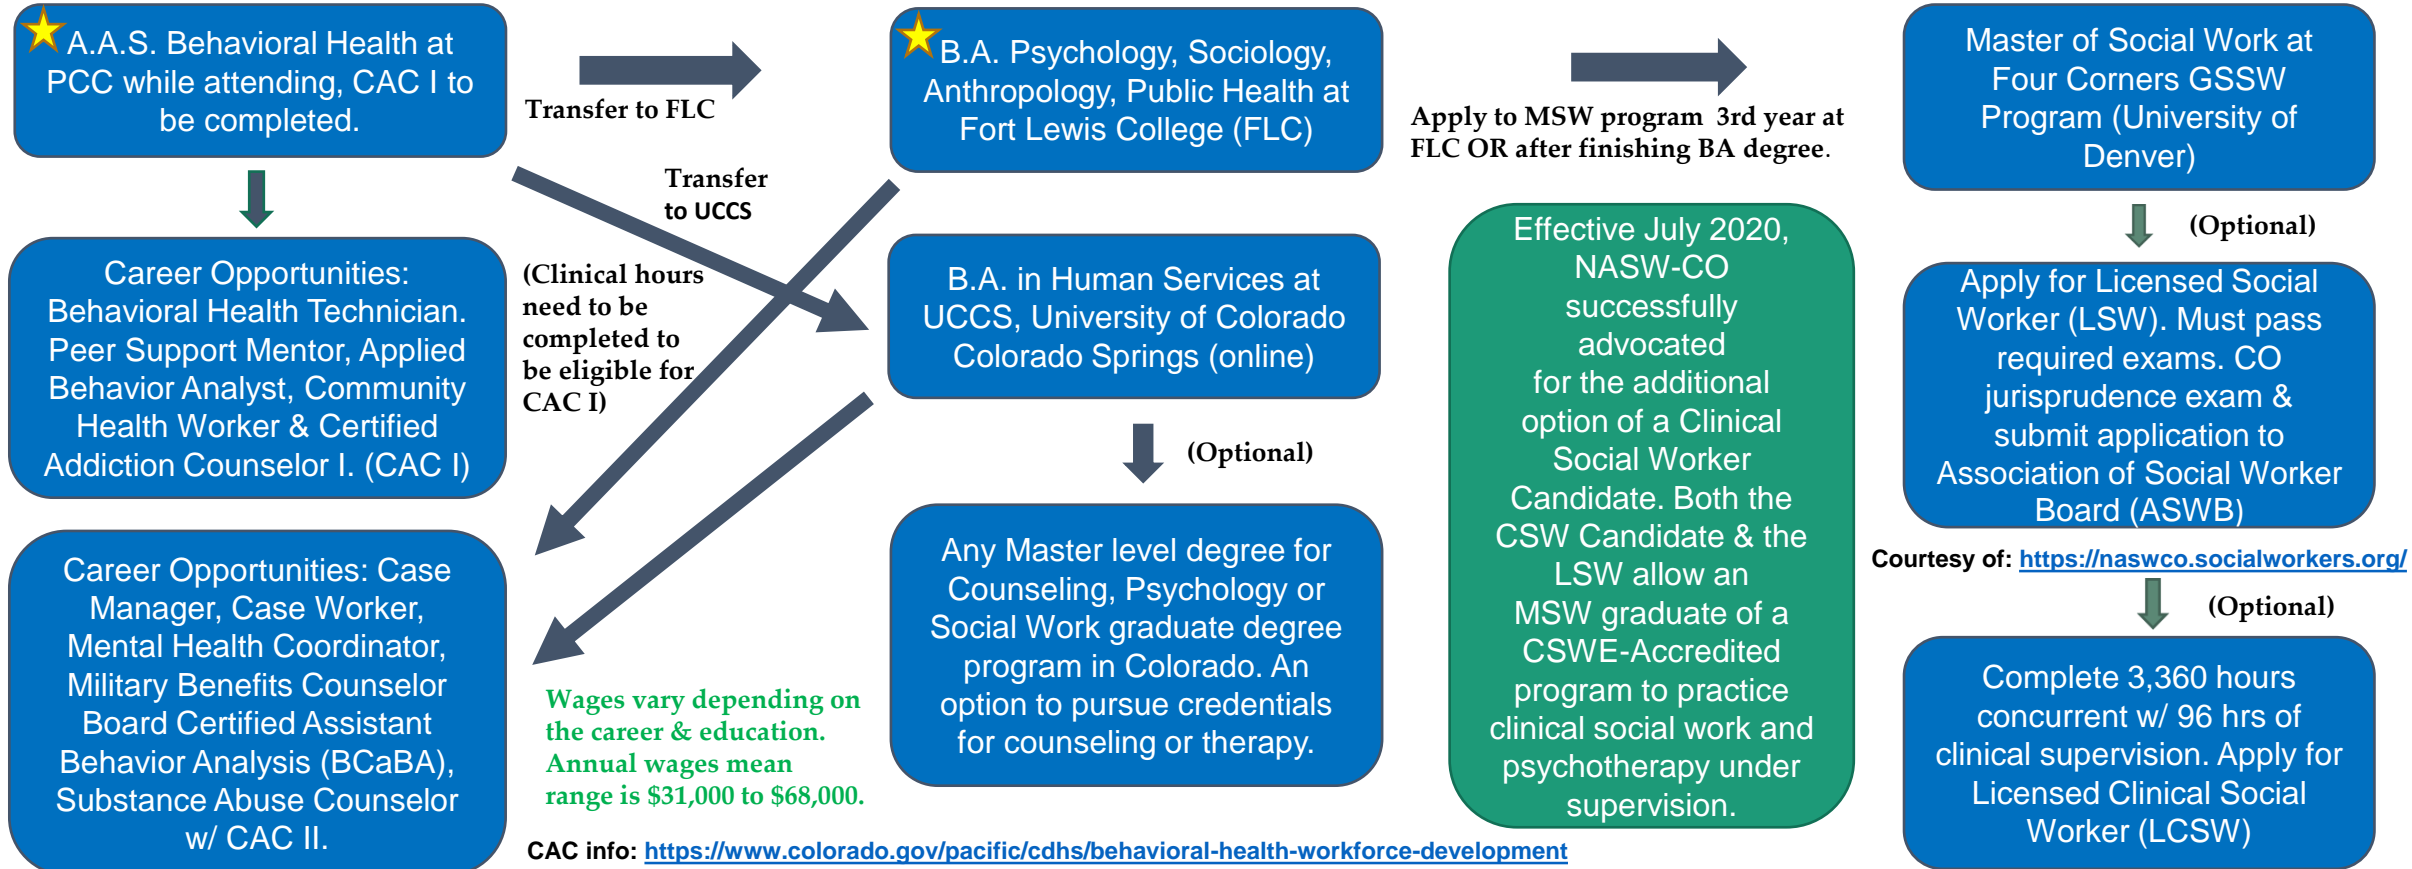 A.A.S. Behavioral Health at
PCC while attending, CAC I to
be completed.
Transfer to FLC
B.A. Psychology, Sociology,
Anthropology, Public Health at
Fort Lewis College (FLC)
Apply to MSW program 3rd year at
FLC OR after finishing BA degree.
Master of Social Work at
Four Corners GSSW
Program (University of
Denver)
Transfer
to UCCS
(Clinical hours
need to be
completed to
be eligible for
CAC I)
Career Opportunities:
Behavioral Health Technician.
Peer Support Mentor, Applied
Behavior Analyst, Community
Health Worker & Certified
Addiction Counselor I. (CAC I)
B.A. in Human Services at
UCCS, University of Colorado
Colorado Springs (online)
(Optional)
Any Master level degree for
Counseling, Psychology or
Social Work graduate degree
program in Colorado. An
option to pursue credentials
for counseling or therapy.
Effective July 2020,
NASW-CO
successfully
advocated
for the additional
option of a Clinical
Social Worker
Candidate. Both the
CSW Candidate & the
LSW allow an
MSW graduate of a
CSWE-Accredited
program to practice
clinical social work and
psychotherapy under
supervision.
(Optional)
Apply for Licensed Social
Worker (LSW). Must pass
required exams. CO
jurisprudence exam &
submit application to
Association of Social Worker
Board (ASWB)
Courtesy of: https://naswco.socialworkers.org/
(Optional)
Complete 3,360 hours
concurrent w/ 96 hrs of
clinical supervision. Apply for
Licensed Clinical Social
Worker (LCSW)
Career Opportunities: Case
Manager, Case Worker,
Mental Health Coordinator,
Military Benefits Counselor
Board Certified Assistant
Behavior Analysis (BCaBA),
Substance Abuse Counselor
w/ CAC II.
Wages vary depending on
the career & education.
Annual wages mean
range is $31,000 to $68,000.
CAC info: https://www.colorado.gov/pacific/cdhs/behavioral-health-workforce-development